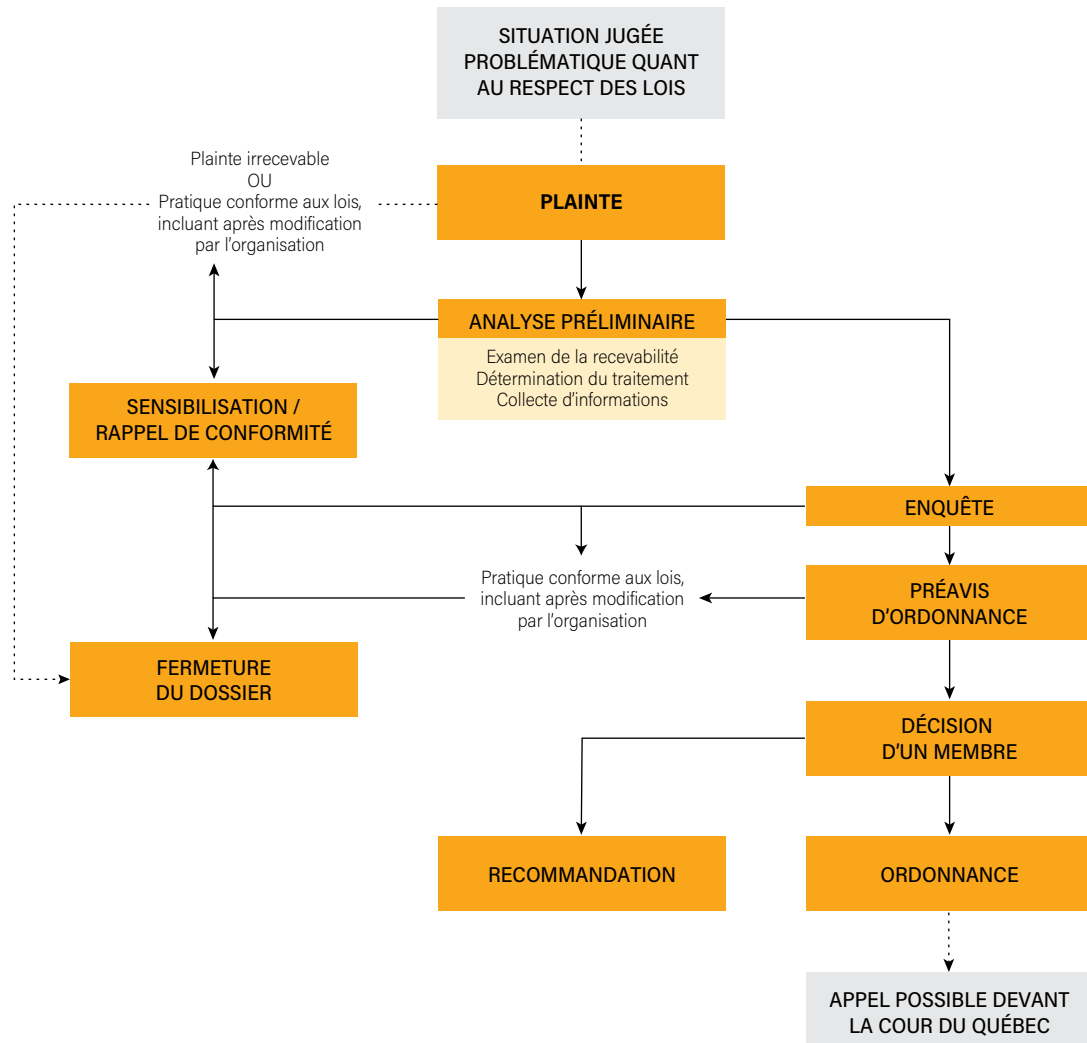 SITUATION JUGÉE
PROBLÉMATIQUE QUANT
AU RESPECT DES LOIS
Plainte irrecevable
OU
Pratique conforme aux lois,
incluant après modification
par l'organisation
PLAINTE
ANALYSE PRÉLIMINAIRE
Examen de la recevabilité
Détermination du traitement
Collecte d'informations
SENSIBILISATION /
RAPPEL DE CONFORMITÉ
ENQUÊTE
Pratique conforme aux lois,
incluant après modification
par l'organisation
PRÉAVIS
D'ORDONNANCE
FERMETURE
DU DOSSIER
DÉCISION
D'UN MEMBRE
RECOMMANDATION
ORDONNANCE
APPEL POSSIBLE DEVANT
LA COUR DU QUÉBEC